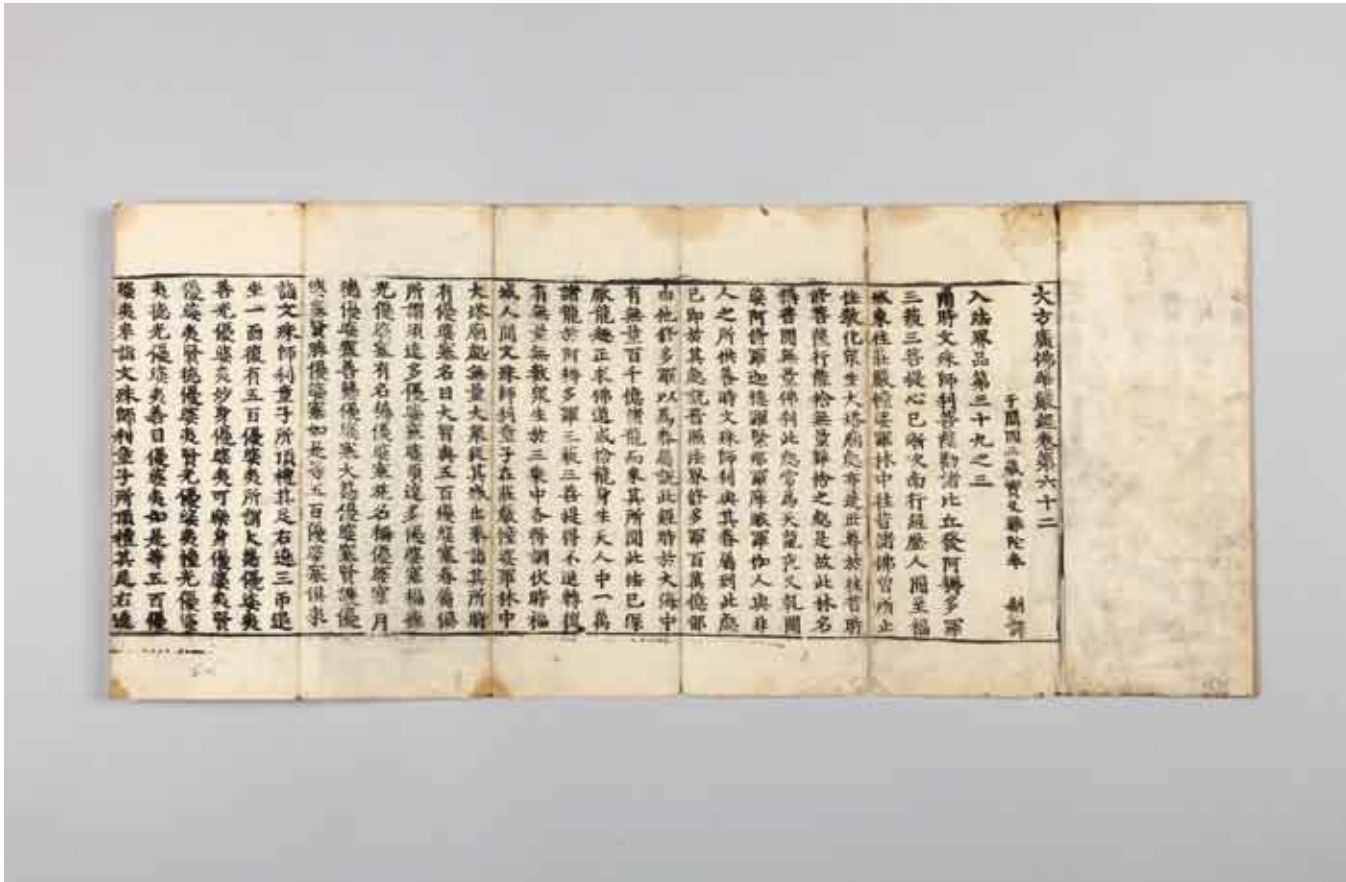 大方廣佛華嚴經卷第六十二
于闐國三藏實叉難陀奉　制譯
入法界品第三十九之三
爾時文殊師利菩薩勸諸比丘發阿耨多羅
三藐三菩提心已漸次南行經歷人間至福
城東住莊嚴幢娑羅林中往昔諸佛曾所止
住教化衆生大塔廟處亦是世尊於往昔時
修菩薩行能捨無量難捨之處是故此林名
稱普聞無量佛刹此處常爲天龍夜叉乾闥
婆阿修羅迦樓羅緊那羅摩睺羅伽人與非
人之所供養時文殊師利與其眷屬到此處
已即於其處說普照法界修多羅百萬億那
由他修多羅以爲眷屬說此經時於大海中
有無量百千億諸龍而來其所聞此法已深
厭龍趣正求佛道咸捨龍身生天人中一萬
諸龍於阿耨多羅三藐三菩提得不退轉復
有無量無數衆生於三乘中各得調伏時福
城人聞文殊師利童子在莊嚴幢娑羅林中
大塔廟處無量大衆從其城出來詣其所時
有優婆塞名曰大智與五百優婆塞眷屬俱
所謂須達多優婆塞婆須達多優婆塞福德
光優婆塞有名稱優婆塞施名稱優婆塞月
德優婆塞善慧優婆塞大慧優婆塞賢護優
婆塞賢勝優婆塞如是等五百優婆塞俱來
詣文殊師利童子所頂禮其足右遶三帀退
坐一面復有五百優婆夷所謂大慧優婆夷
善光優婆夷妙身優婆夷可樂身優婆夷賢
優婆夷賢德優婆夷賢光優婆夷幢光優婆
夷德光優婆夷善目優婆夷如是等五百優
婆夷來詣文殊師利童子所頂禮其足右遶